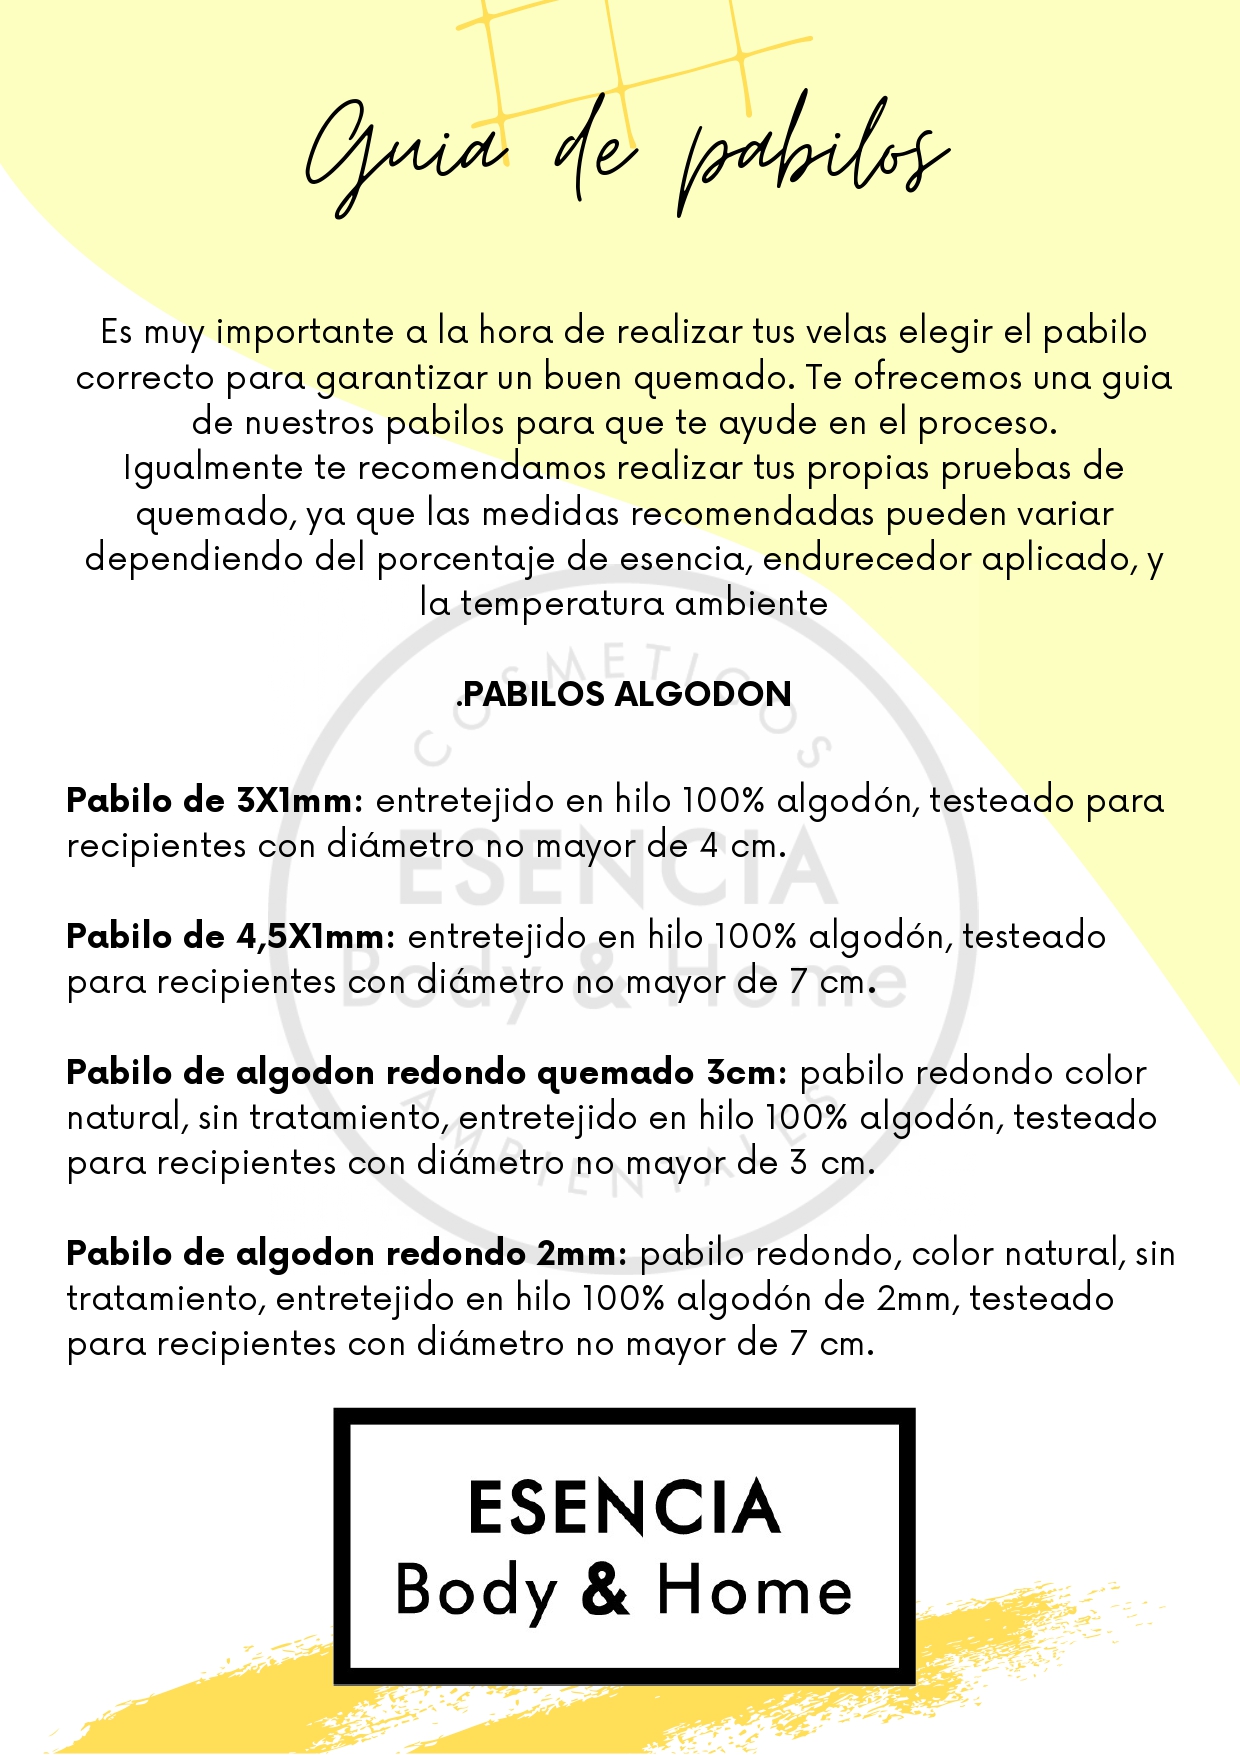 Guia de pabilos
Es muy importante a la hora de realizar tus velas elegir el pabilo
correcto para garantizar un buen quemado. Te ofrecemos una guia
de nuestros pabilos para que te ayude en el proceso.
Igualmente te recomendamos realizar tus propias pruebas de
quemado, ya que las medidas recomendadas pueden variar
dependiendo del porcentaje de esencia, endurecedor aplicado, y
la temperatura ambiente
.PABILOS ALGODON
Pabilo de 3X1mm: entretejido en hilo 100% algodón, testeado para
recipientes con diámetro no mayor de 4 cm.
Pabilo de 4,5X1mm: entretejido en hilo 100% algodón, testeado
para recipientes con diámetro no mayor de 7 cm.
Pabilo de algodon redondo quemado 3cm: pabilo redondo color
natural, sin tratamiento, entretejido en hilo 100% algodón, testeado
para recipientes con diámetro no mayor de 3 cm.
Pabilo de algodon redondo 2mm: pabilo redondo, color natural, sin
tratamiento, entretejido en hilo 100% algodón de 2mm, testeado
para recipientes con diámetro no mayor de 7 cm.
COSMETICOS
ESENCIA
Body & Home
AMBIENTALES
ESENCIA
Body & Home